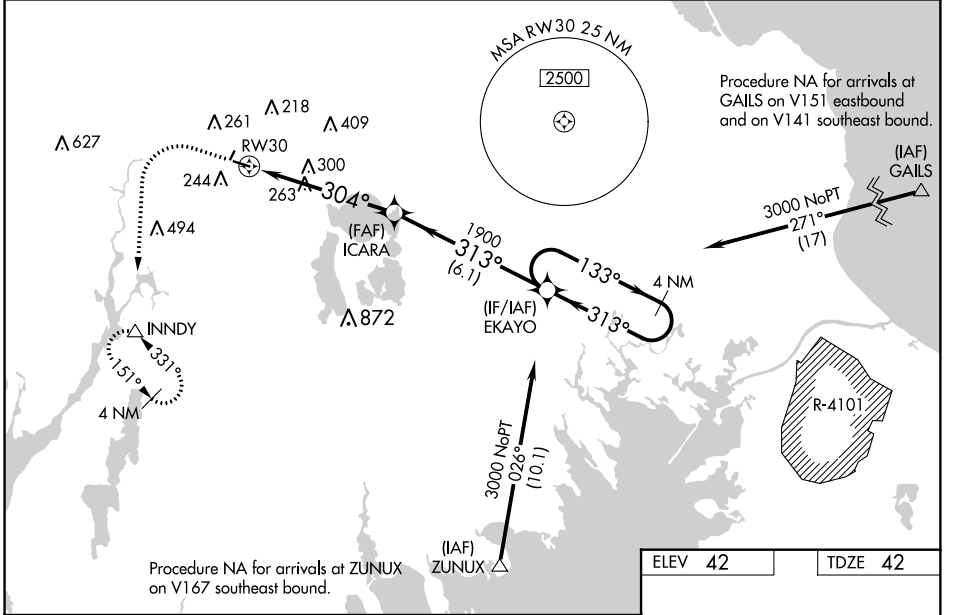 MSA RW30 25 NM
2500
Procedure NA for arrivals at
GAILS on V151 eastbound
and on V141 southeast bound.
(IAF)
GAILS
3000 NoPT
271°
(17)
627
261
218
409
RW30
244
300
263
304°
(FAF)
ICARA
494
1900
313°
(6.1)
133°
4 NM
313°
(IF/IAF)
EKAYO
872
INNDY
331°
151°
4 NM
R-4101
3000 NoPT
026°
(10.1)
(IAF)
ZUNUX
Procedure NA for arrivals at ZUNUX
on V167 southeast bound.
ELEV 42
TDZE 42